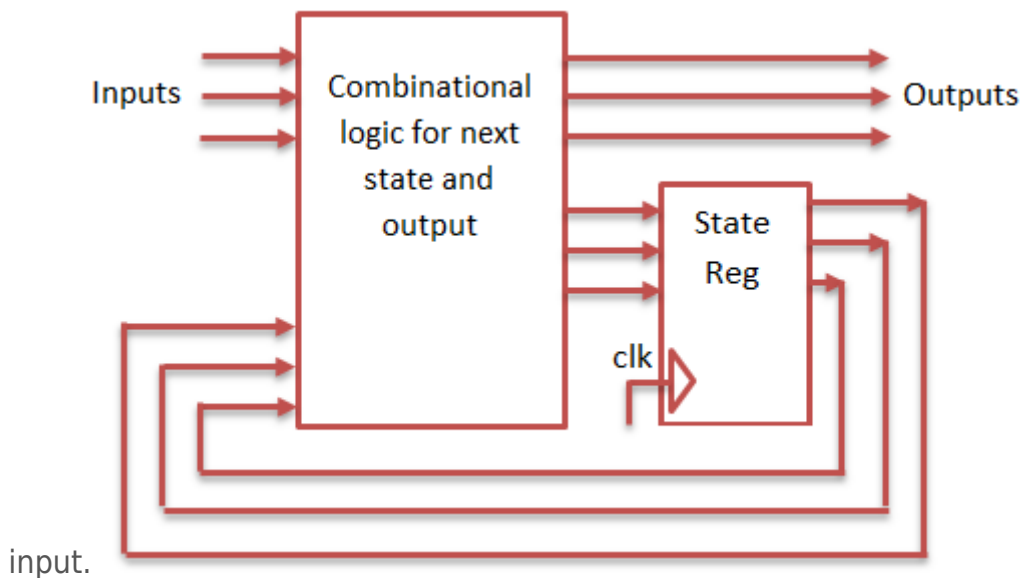 Inputs
Combinational
logic for next
state and
output
Outputs
State
Reg
clk
input.